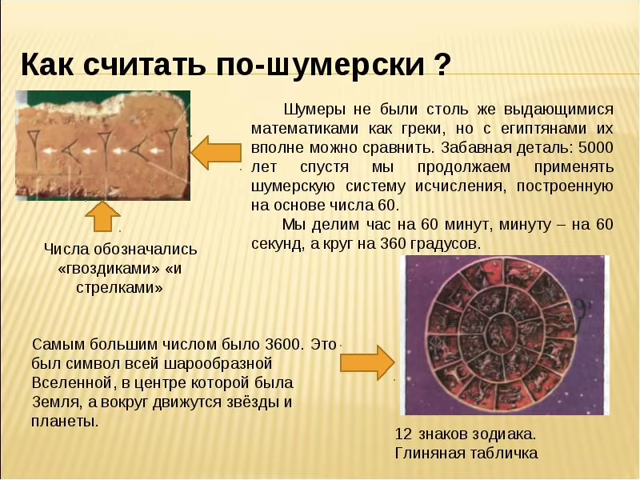 Как считать по-шумерски ?
Шумеры не были столь же выдающимися
математиками как греки, но с египтянами их
вполне можно сравнить. Забавная деталь: 5000
лет спустя мы продолжаем применять
шумерскую систему исчисления, построенную
на основе числа 60.
Мы делим час на 60 минут, минуту – на 60
секунд, а круг на 360 градусов.
Числа обозначались
«гвоздиками» «и
стрелками»
Самым большим числом было 3600. Это
был символ всей шарообразной
Вселенной, в центре которой была
Земля, а вокруг движутся звёзды и
планеты.
12 знаков зодиака.
Глиняная табличка